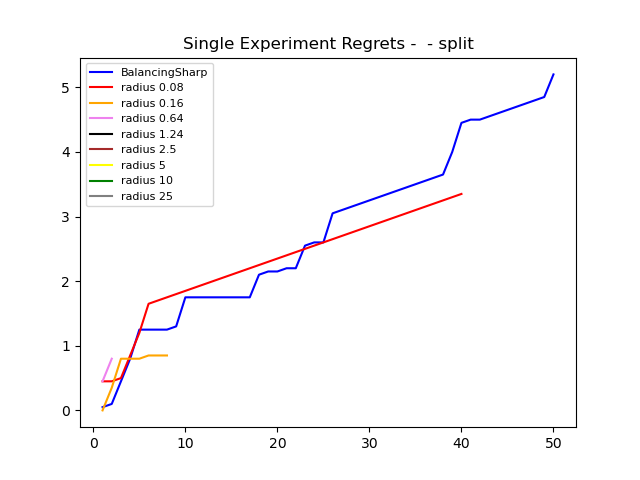 Single Experiment Regrets -  - split
BalancingSharp
radius 0.08
radius 0.16
radius 0.64
radius 1.24
radius 2.5
radius 5
radius 10
radius 25
5
4
3
2
1
0
0 10 20 30 40 50